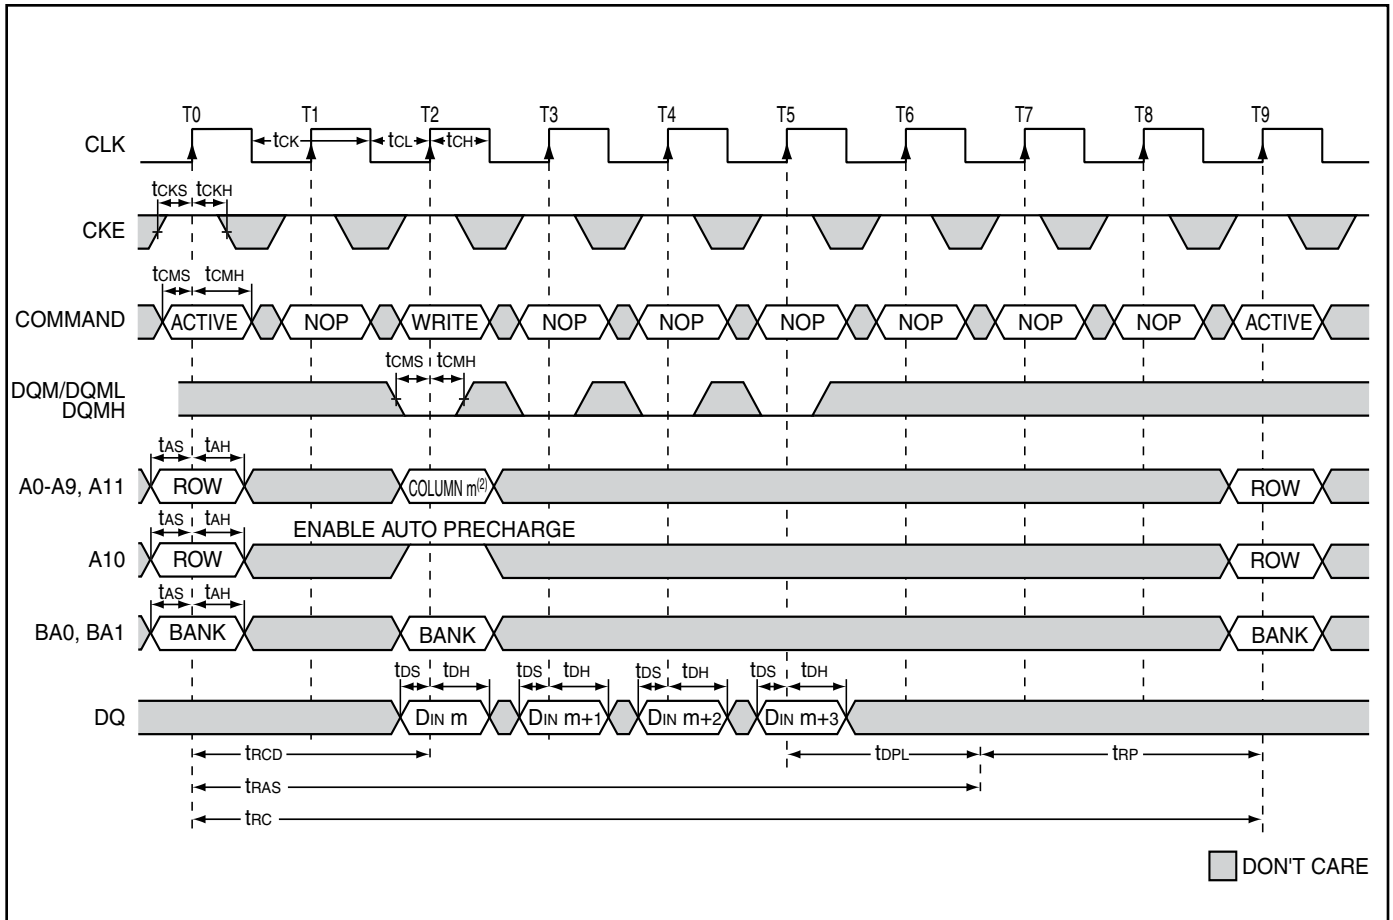 T0 T1 T2 T3 T4 T5 T6 T7 T8 T9
CLK tCK tCL tCH
tCKS tCKH
CKE
tCMS tCMH
COMMAND ACTIVE NOP WRITE NOP NOP NOP NOP NOP NOP ACTIVE
tCMS tCMH
DQM/DQML
DQMH
tAS tAH
A0-A9, A11 ROW COLUMN m(2) ROW
tAS tAH ENABLE AUTO PRECHARGE
A10 ROW ROW
tAS tAH
BA0, BA1 BANK BANK BANK
tDS tDH tDS tDH tDS tDH tDS tDH
DQ DIN m DIN m+1 DIN m+2 DIN m+3
tRCD tDPL tRP
tRAS
tRC
DON'T CARE